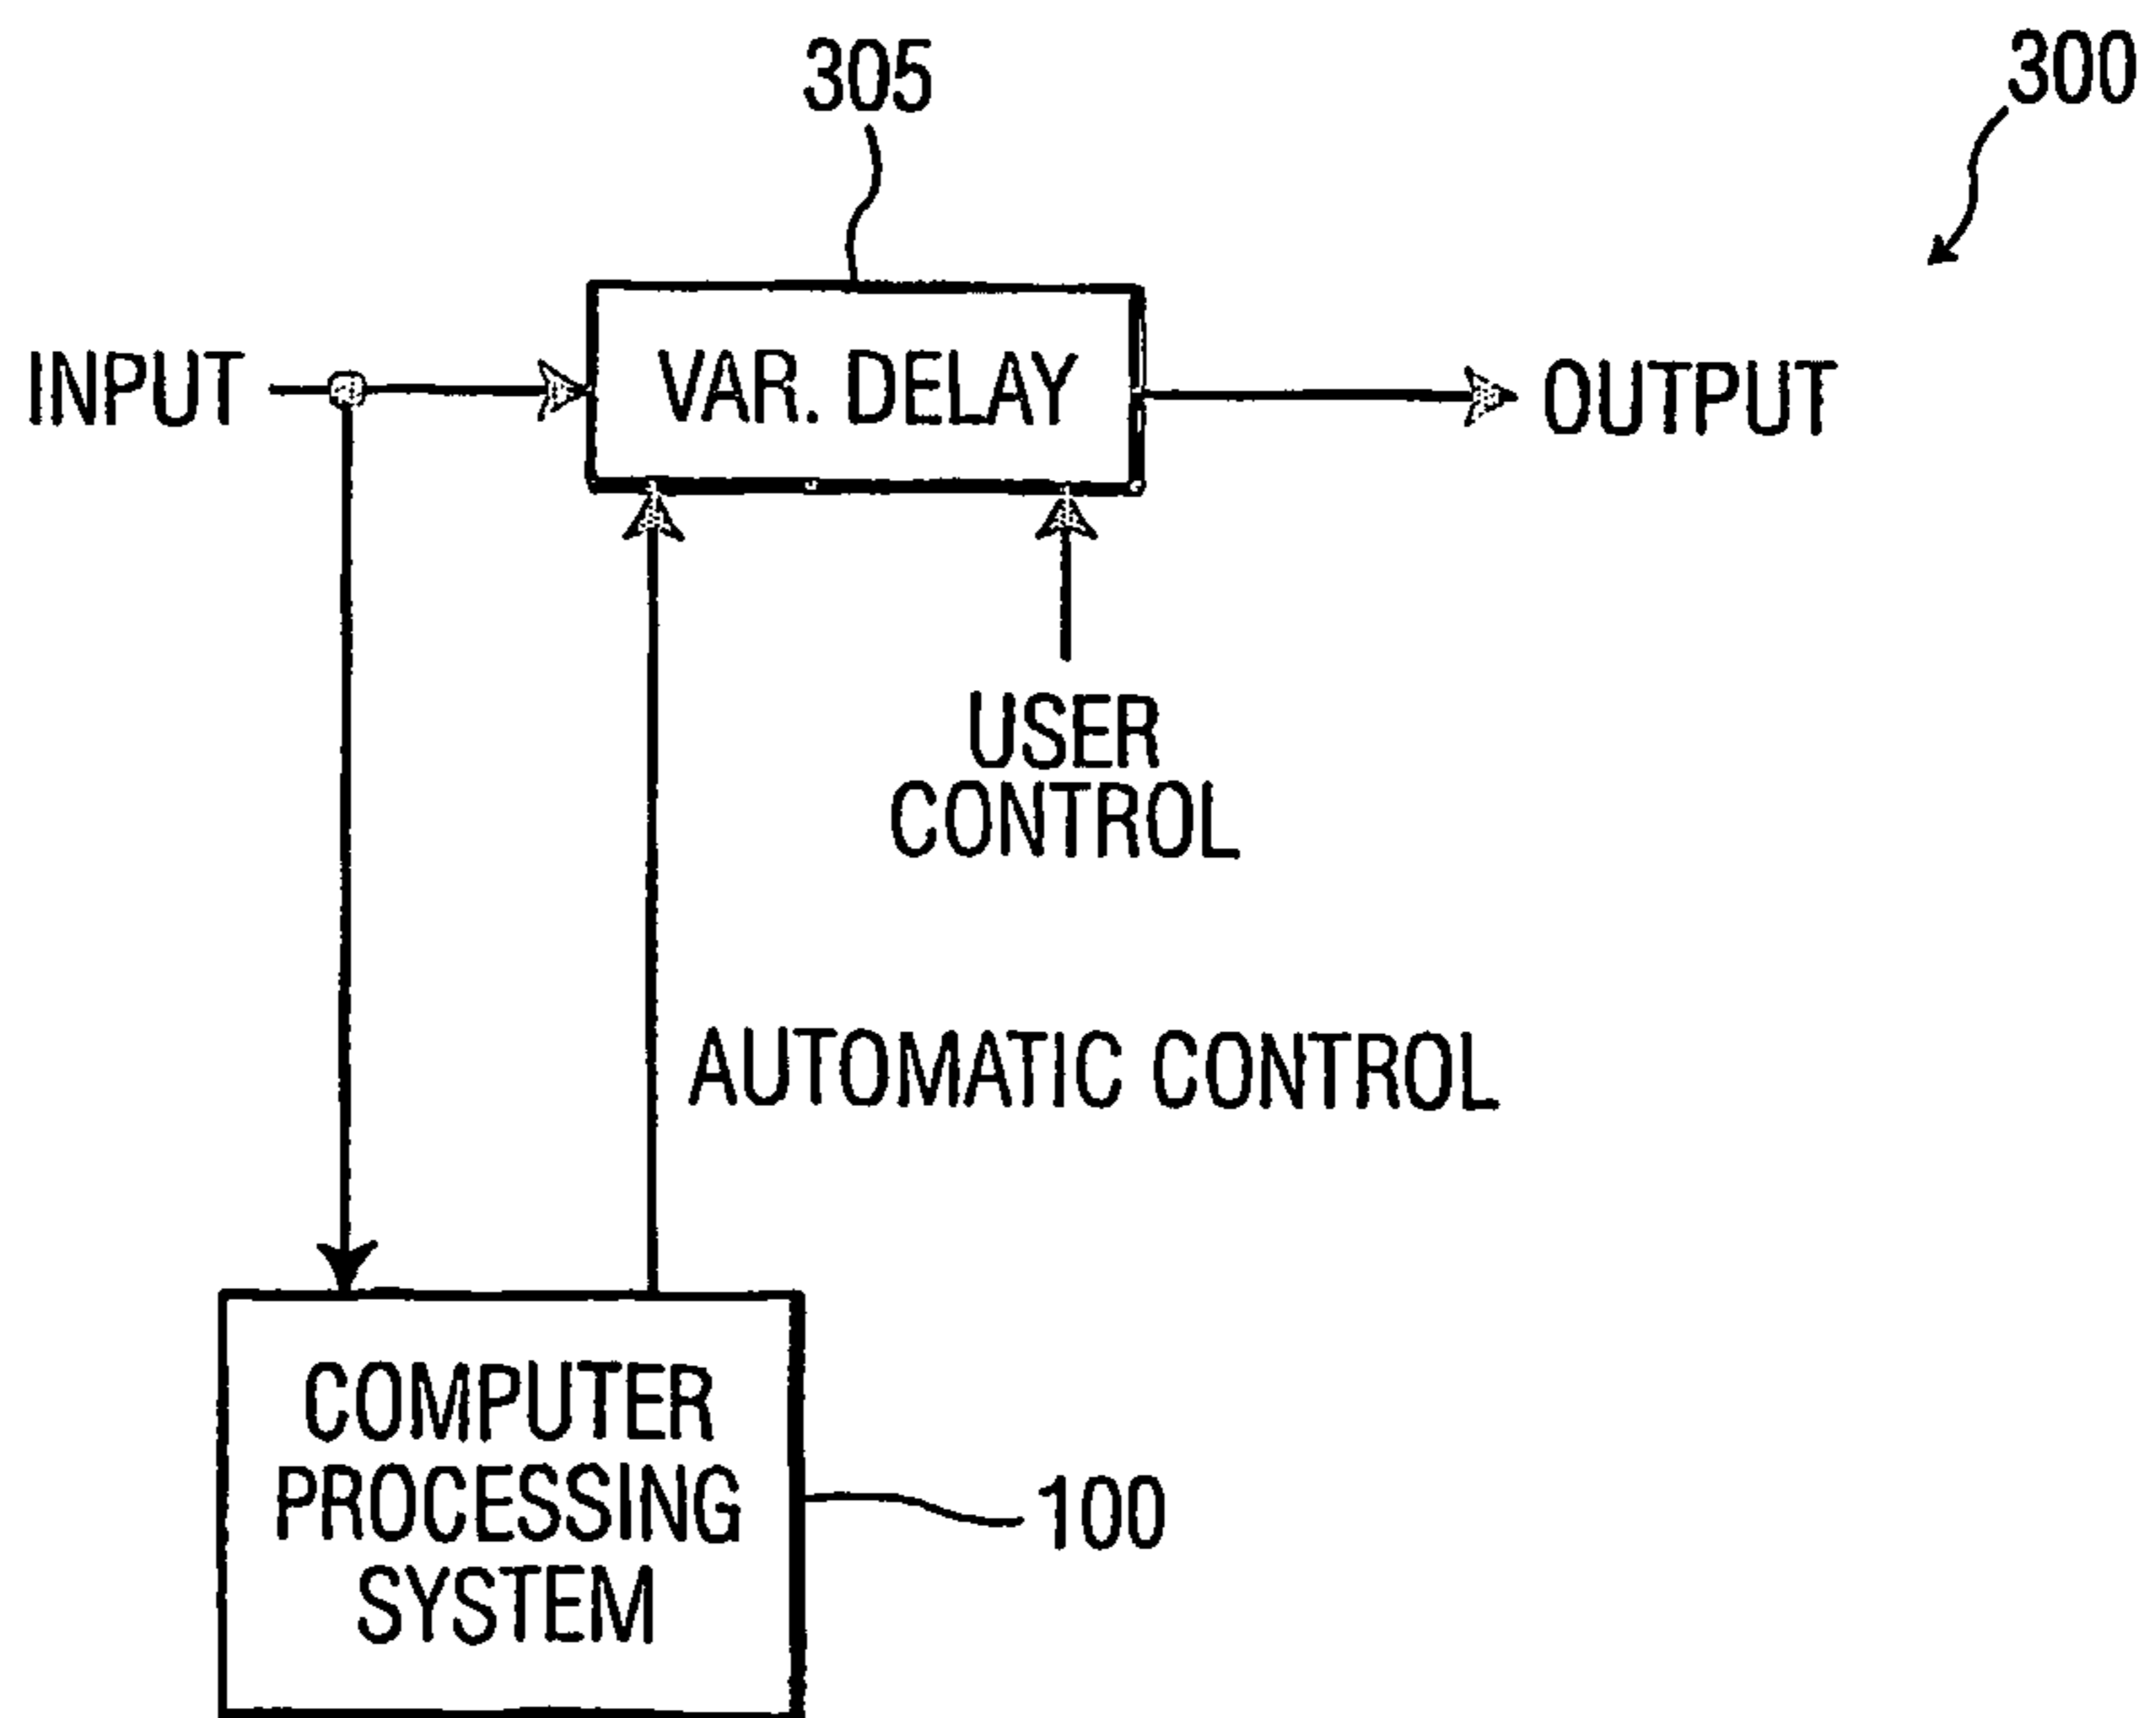 305
300
INPUT
VAR. DELAY
OUTPUT
USER
CONTROL
AUTOMATIC CONTROL
COMPUTER
PROCESSING
SYSTEM
100